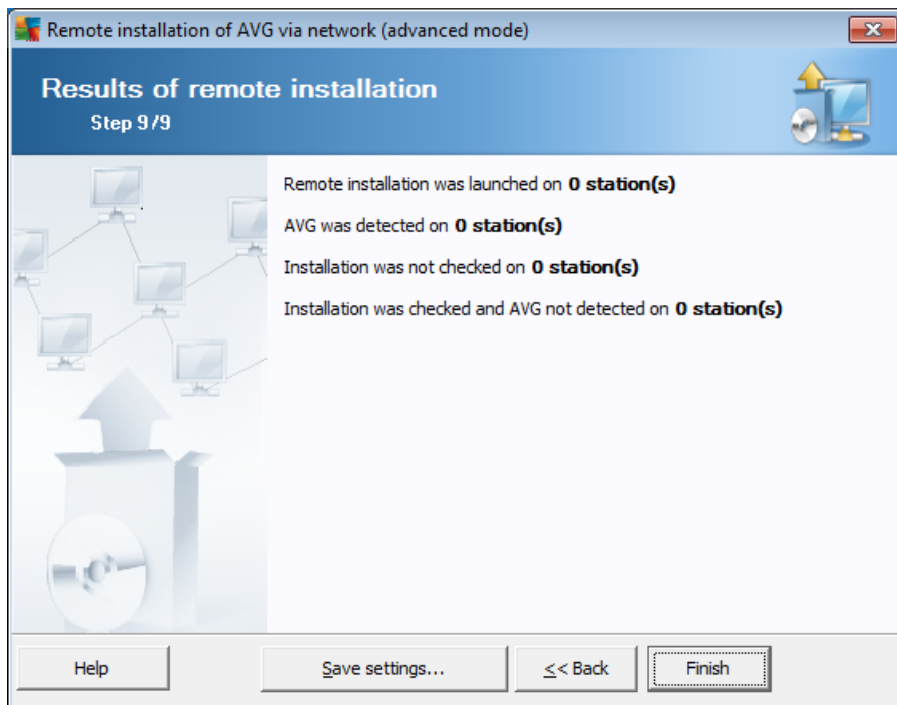 Remote installation of AVG via network (advanced mode)
Results of remote installation
Step 9/9
Remote installation was launched on 0 station(s)
AVG was detected on 0 station(s)
Installation was not checked on 0 station(s)
Installation was checked and AVG not detected on 0 station(s)
Help
Save settings...
<< Back
Finish